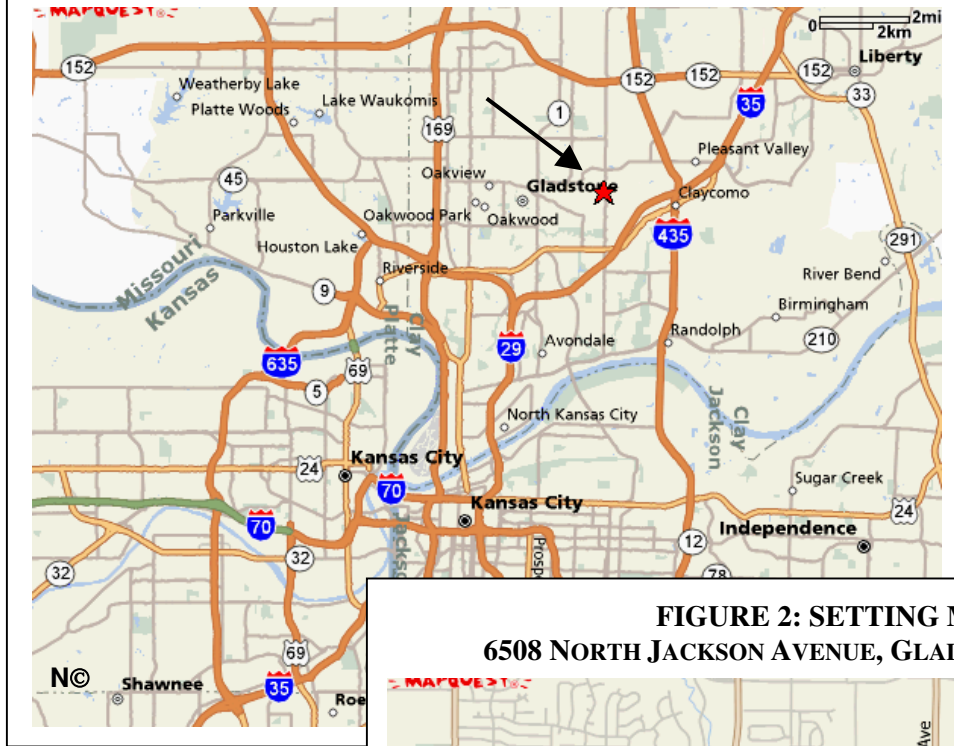 MAPQUEST
0 2mi
2km
152
Weatherby Lake
Platte Woods
Lake Waukomis
169
1
152
152
152
Liberty
35
33
Pleasant Valley
45
Oakview
Gladstone
Claycomo
Parkville
Oakwood Park
Oakwood
Houston Lake
435
291
Riverside
River Bend
Missouri
Kansas
9
Birmingham
Platte
Clay
Randolph
210
635
29
Avondale
69
5
North Kansas City
Jackson
Clay
24
Kansas City
70
Sugar Creek
Kansas City
24
70
Independence
12
32
32
78
FIGURE 2: SETTING
6508 NORTH JACKSON AVENUE,
69
N©
Shawnee
35
MAPQUEST
Ave